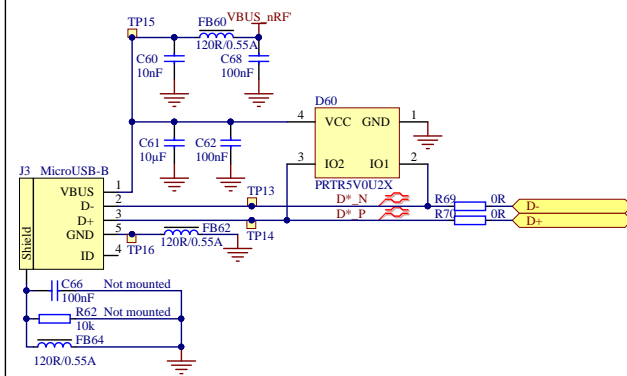 TP15
FB60
VBUS_nRF'
120R/0.55A
C60
10nF
C68
100nF
D60
4
VCC
GND
1
C61
10µF
C62
100nF
3
IO2
IO1
2
PRTR5V0U2X
J3
MicroUSB-B
Shield
VBUS
1
D-
2
D+
3
GND
5
ID
4
TP13
D*_N
R69
0R
D-
D*_P
R70
0R
D+
TP14
TP16
FB62
120R/0.55A
C66
Not mounted
100nF
R62
Not mounted
10k
FB64
120R/0.55A